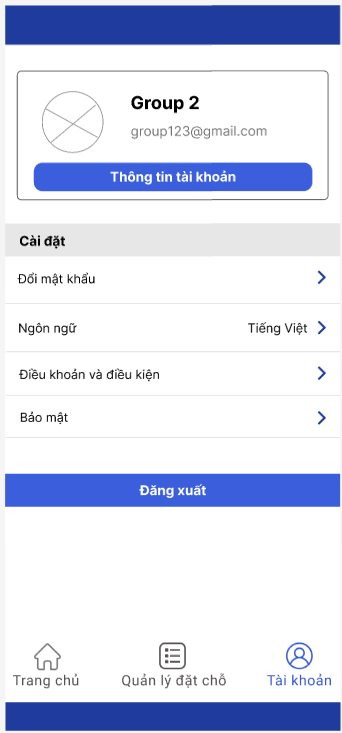 Group 2
group123@gmail.com
Thông tin tài khoản
Cài đặt
Đổi mật khẩu
Ngôn ngữ Tiếng Việt
Điều khoản và điều kiện
Bảo mật
Đăng xuất
Trang chủ Quản lý đặt chỗ Tài khoản